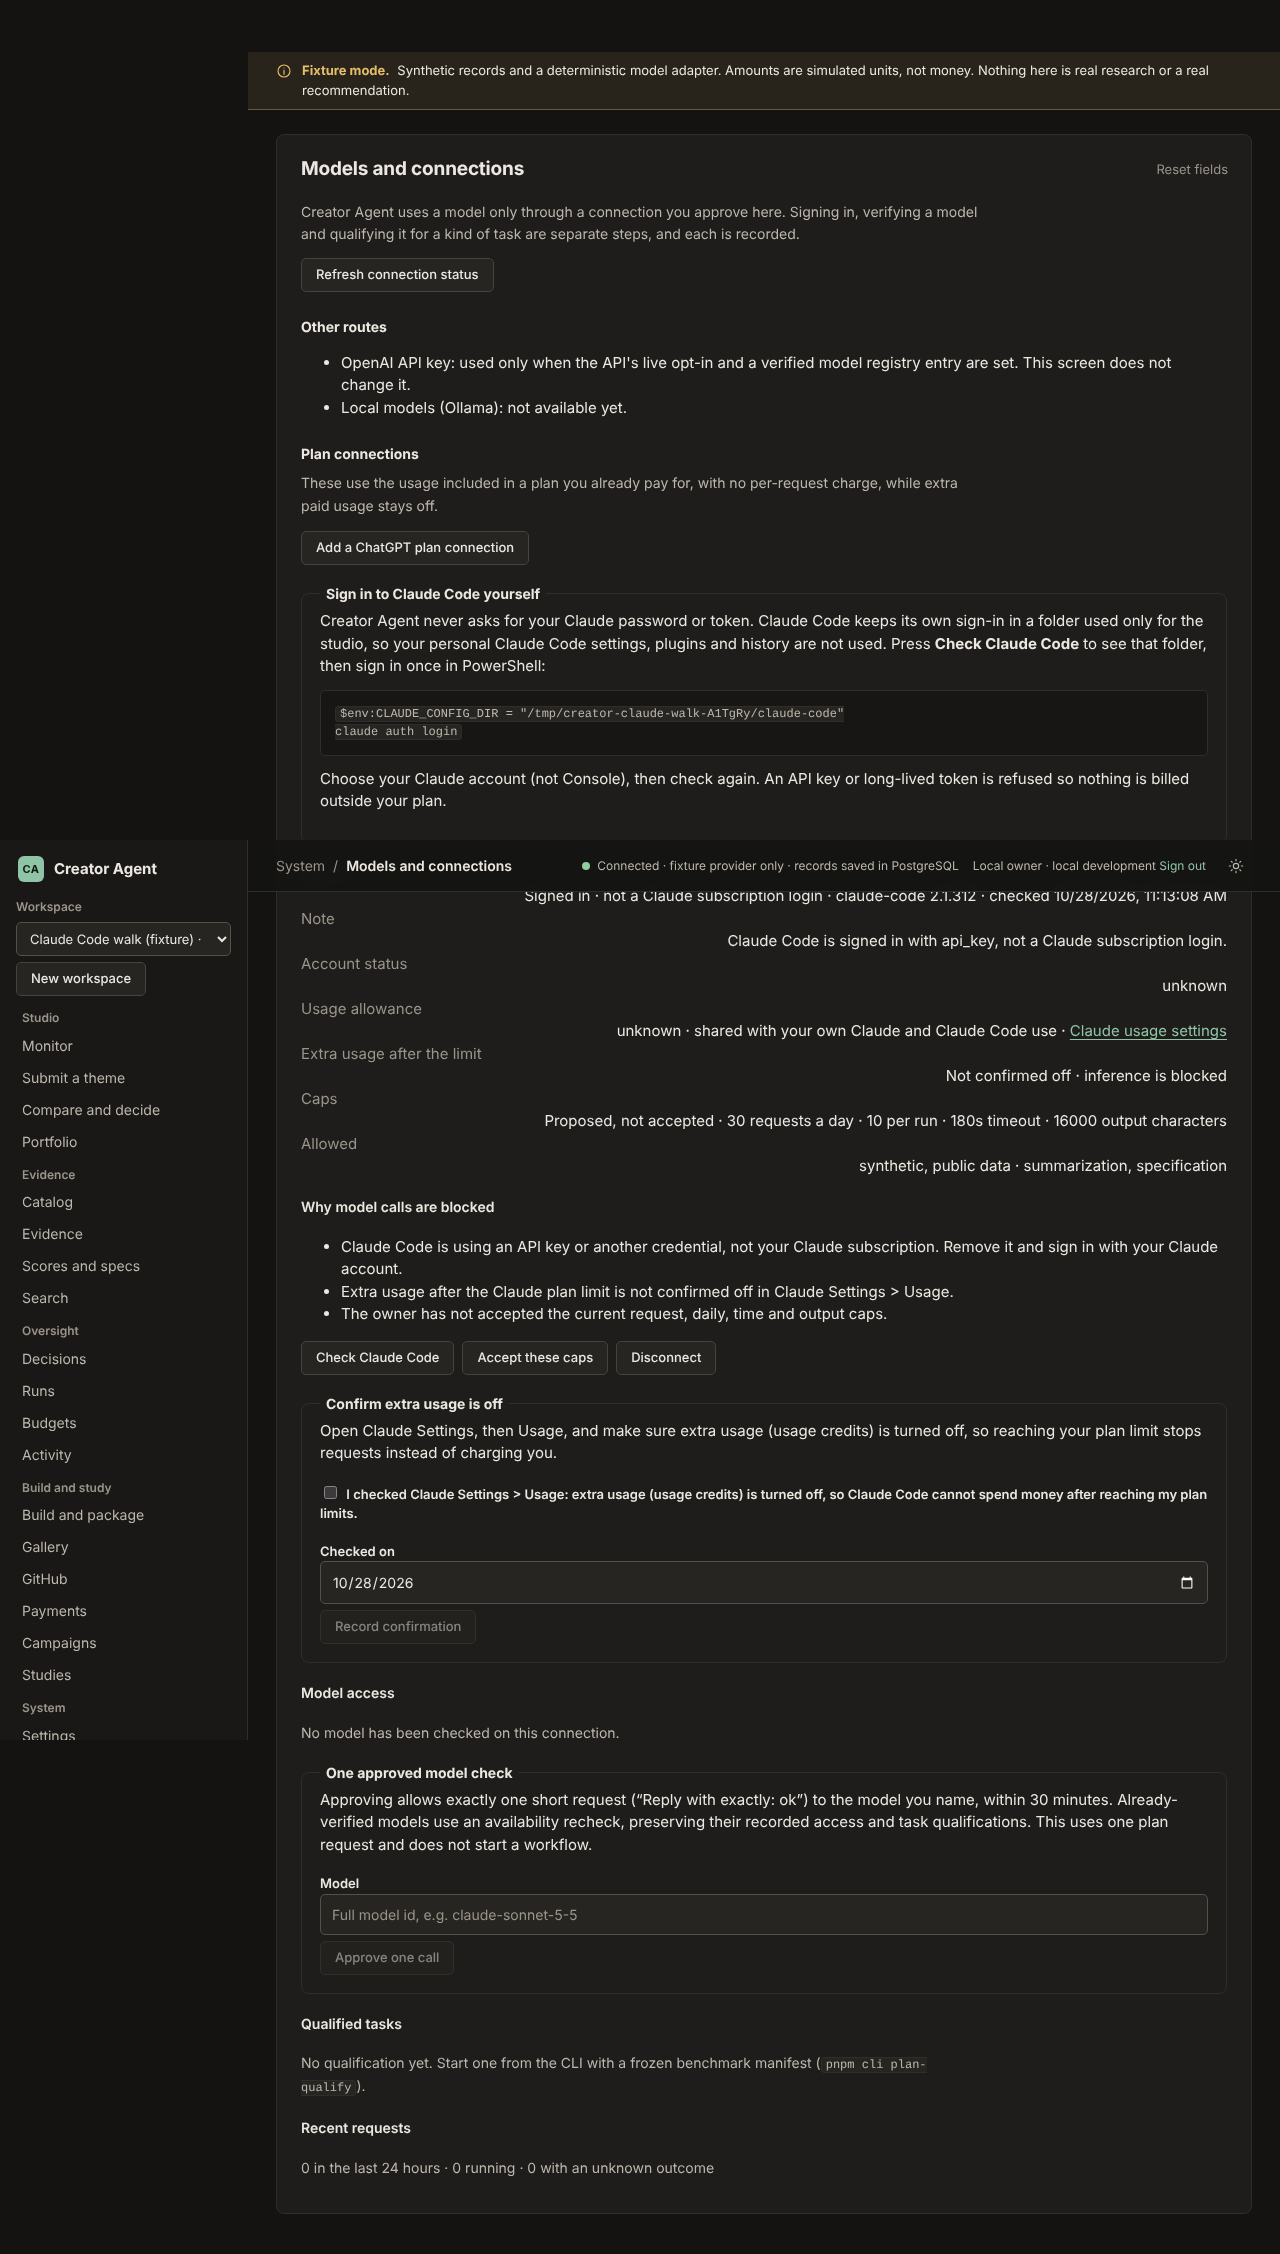 Fixture mode. Synthetic records and a deterministic model adapter. Amounts are simulated units, not money. Nothing here is real research or a real
recommendation.
Models and connections
Reset fields
Creator Agent uses a model only through a connection you approve here. Signing in, verifying a model
and qualifying it for a kind of task are separate steps, and each is recorded.
Refresh connection status
Other routes
• OpenAI API key: used only when the API's live opt-in and a verified model registry entry are set. This screen does not
change it.
• Local models (Ollama): not available yet.
Plan connections
These use the usage included in a plan you already pay for, with no per-request charge, while extra
paid usage stays off.
Add a ChatGPT plan connection
Sign in to Claude Code yourself
Creator Agent never asks for your Claude password or token. Claude Code keeps its own sign-in in a folder used only for the
studio, so your personal Claude Code settings, plugins and history are not used. Press Check Claude Code to see that folder,
then sign in once in PowerShell:
$env:CLAUDE_CONFIG_DIR = "/tmp/creator-claude-walk-A1TgRy/claude-code"
claude auth login
Choose your Claude account (not Console), then check again. An API key or long-lived token is refused so nothing is billed
outside your plan.
CA Creator Agent
System / Models and connections
Connected · fixture provider only · records saved in PostgreSQL
Local owner · local development Sign out
Workspace
Claude Code walk (fixture) ·
New workspace
Studio
Monitor
Submit a theme
Compare and decide
Portfolio
Evidence
Catalog
Evidence
Scores and specs
Search
Oversight
Decisions
Runs
Budgets
Activity
Build and study
Build and package
Gallery
GitHub
Payments
Campaigns
Studies
System
Settings
Signed in · not a Claude subscription login · claude-code 2.1.312 · checked 10/28/2026, 11:13:08 AM
Note
Claude Code is signed in with api_key, not a Claude subscription login.
Account status
unknown
Usage allowance
unknown · shared with your own Claude and Claude Code use · Claude usage settings
Extra usage after the limit
Not confirmed off · inference is blocked
Caps
Proposed, not accepted · 30 requests a day · 10 per run · 180s timeout · 16000 output characters
Allowed
synthetic, public data · summarization, specification
Why model calls are blocked
• Claude Code is using an API key or another credential, not your Claude subscription. Remove it and sign in with your Claude
account.
• Extra usage after the Claude plan limit is not confirmed off in Claude Settings > Usage.
• The owner has not accepted the current request, daily, time and output caps.
Check Claude Code
Accept these caps
Disconnect
Confirm extra usage is off
Open Claude Settings, then Usage, and make sure extra usage (usage credits) is turned off, so reaching your plan limit stops
requests instead of charging you.
I checked Claude Settings > Usage: extra usage (usage credits) is turned off, so Claude Code cannot spend money after reaching my plan
limits.
Checked on
10/28/2026
Record confirmation
Model access
No model has been checked on this connection.
One approved model check
Approving allows exactly one short request (“Reply with exactly: ok”) to the model you name, within 30 minutes. Already-
verified models use an availability recheck, preserving their recorded access and task qualifications. This uses one plan
request and does not start a workflow.
Model
Full model id, e.g. claude-sonnet-5-5
Approve one call
Qualified tasks
No qualification yet. Start one from the CLI with a frozen benchmark manifest (pnpm cli plan-
qualify).
Recent requests
0 in the last 24 hours · 0 running · 0 with an unknown outcome